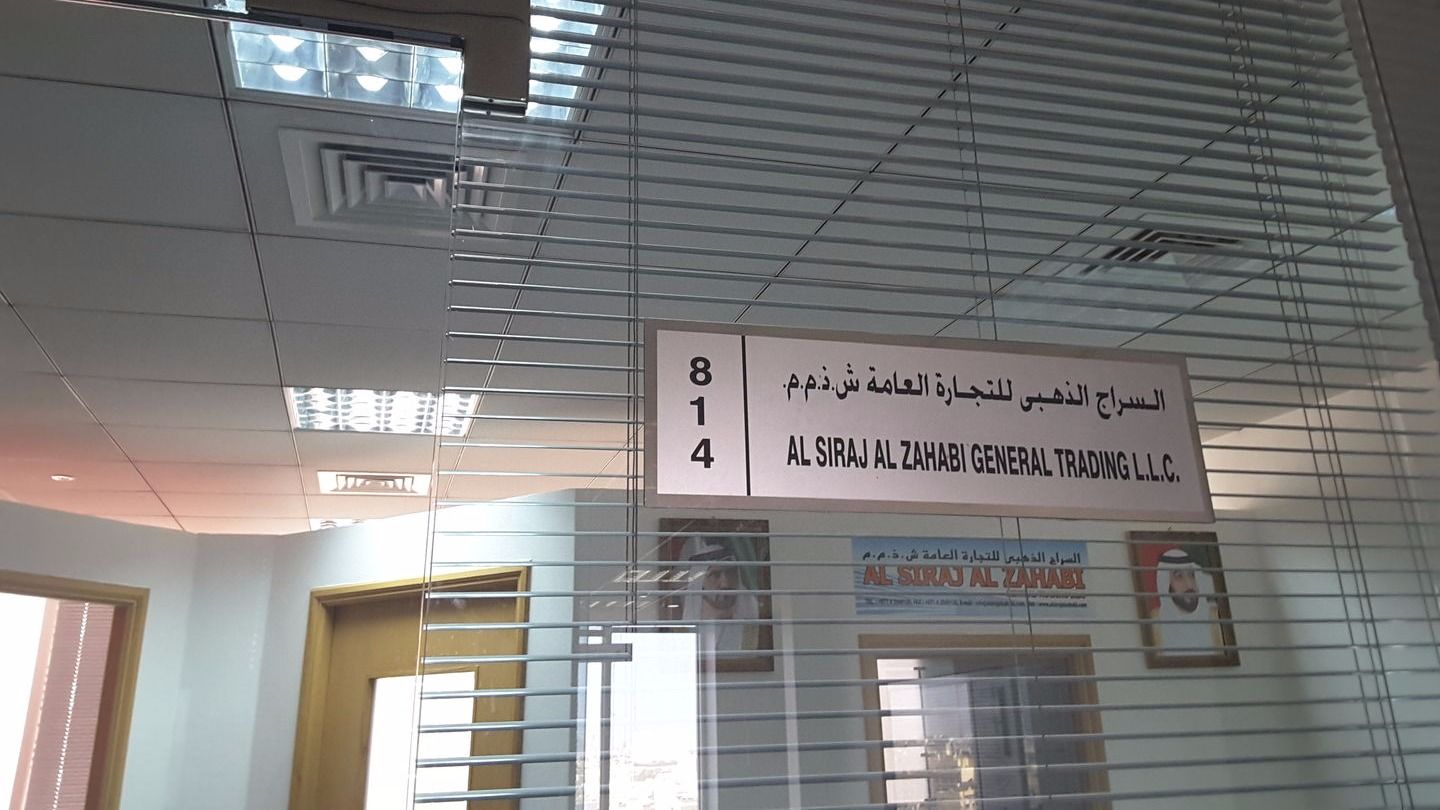 8
1
4
السراج الذهبي للتجارة العامة ش.ذ.م.م.
AL SIRAJ AL ZAHABI GENERAL TRADING L.L.C.
السراج الذهبي للتجارة العامة ش.ذ.م.م
AL SIRAJ AL ZAHABI